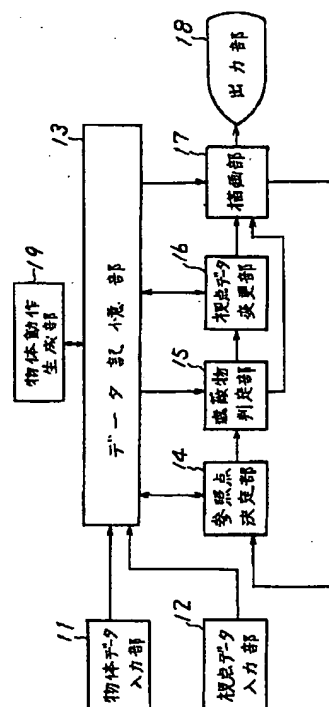 11
物体データ
入力部
12
視点データ
入力部
19
物体動作
生成部
13
データ記憶部
14
参照点
決定部
15
遮蔽物
判定部
16
視点データ
変更部
17
描画部
18
出力部